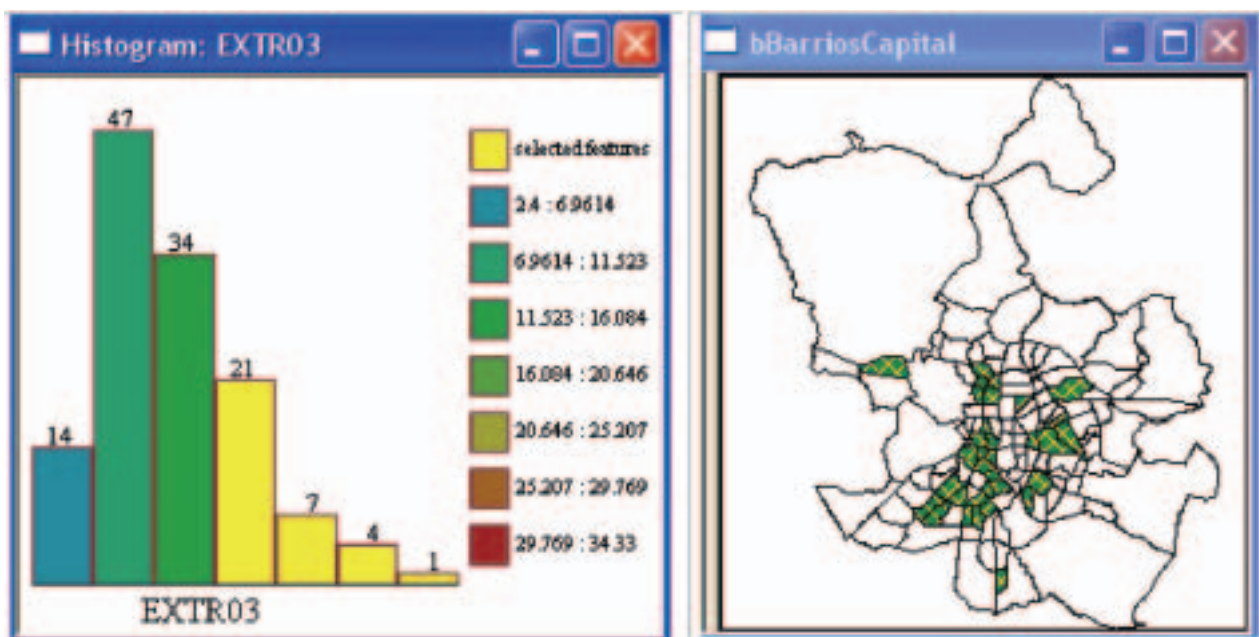 Histogram: EXTR03
47
34
21
14
7
4
1
EXTR03
selected features
2.4 : 6.9614
6.9614 : 11.523
11.523 : 16.084
16.084 : 20.646
20.646 : 25.207
25.207 : 29.769
29.769 : 34.33
bBarriosCapital